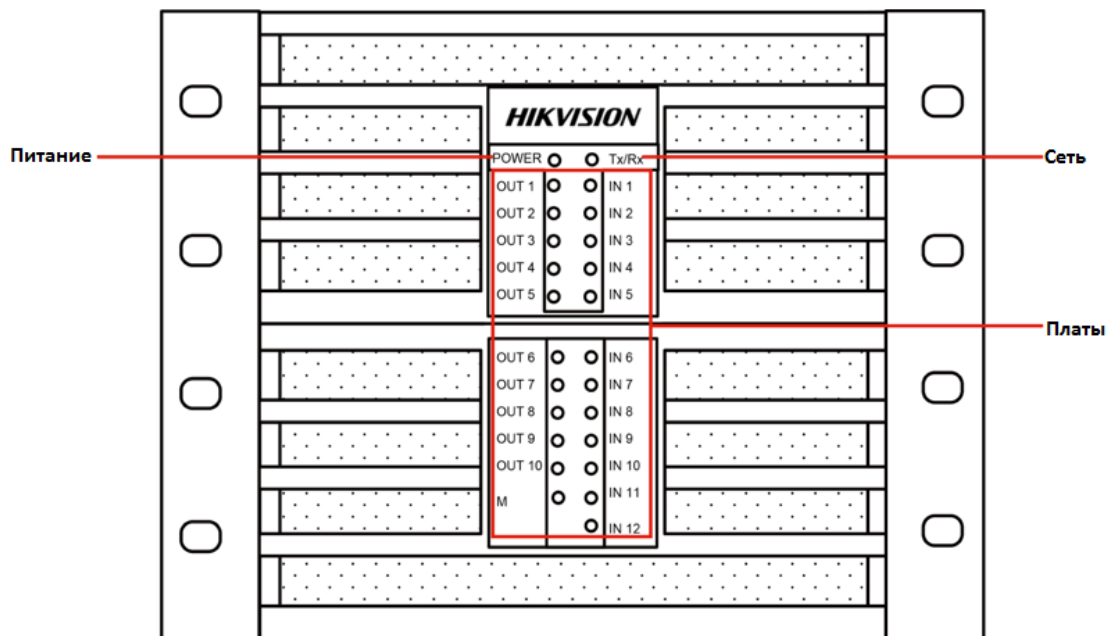 HIKVISION
Питание
POWER
Tx/Rx
Сеть
OUT 1
IN 1
OUT 2
IN 2
OUT 3
IN 3
OUT 4
IN 4
OUT 5
IN 5
Платы
OUT 6
IN 6
OUT 7
IN 7
OUT 8
IN 8
OUT 9
IN 9
OUT 10
IN 10
M
IN 11
IN 12